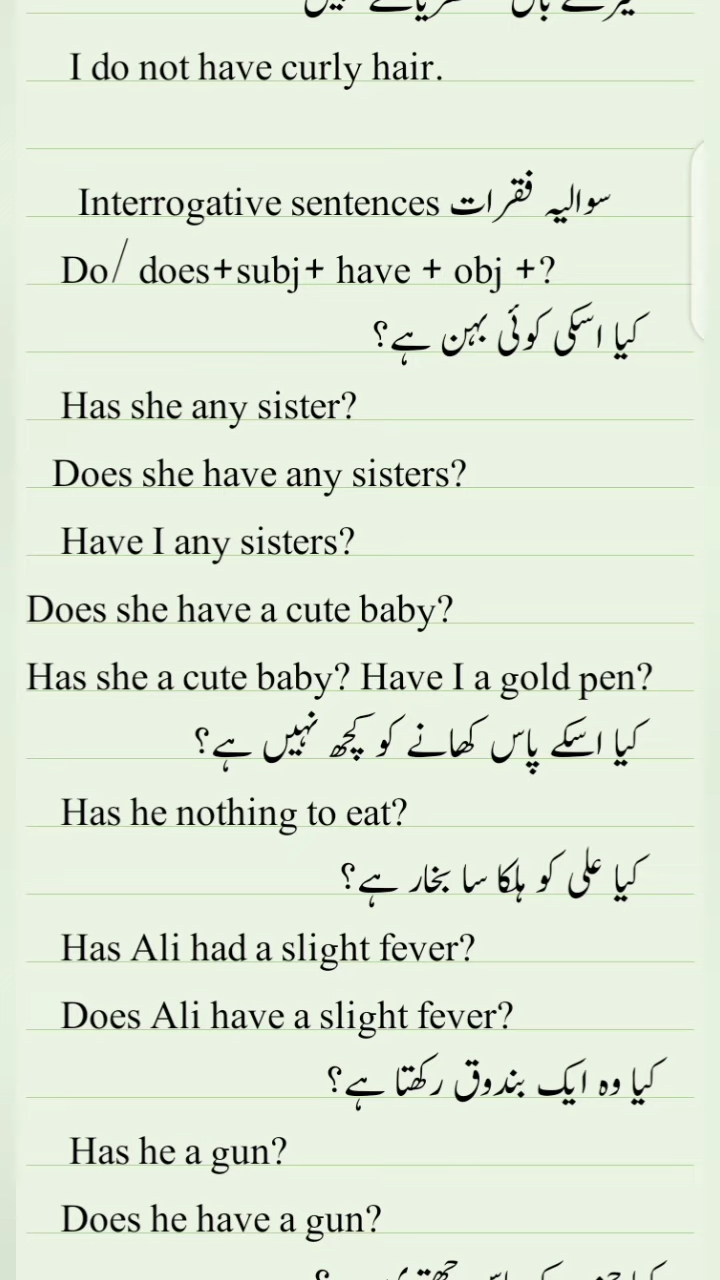 I do not have curly hair.
Interrogative sentences سوالیہ فقرات
Do/ does+subj+ have + obj +?
کیا اسکی کوئی بہن ہے؟
Has she any sister?
Does she have any sisters?
Have I any sisters?
Does she have a cute baby?
Has she a cute baby? Have I a gold pen?
کیا اسکے پاس کھانے کو کچھ نہیں ہے؟
Has he nothing to eat?
کیا علی کو ہلکا سا بخار ہے؟
Has Ali had a slight fever?
Does Ali have a slight fever?
کیا وہ ایک بندوق رکھتا ہے؟
Has he a gun?
Does he have a gun?